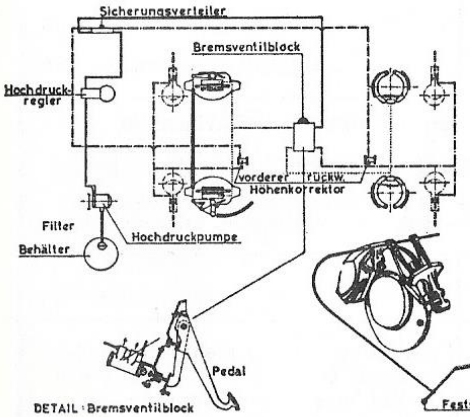 Sicherungsverteiler
Bremsventilblock
Hochdruck-
regler
vorderer rückw.
Höhenkorrektor
Filter
Hochdruckpumpe
Behälter
Pedal
DETAIL: Bremsventilblock